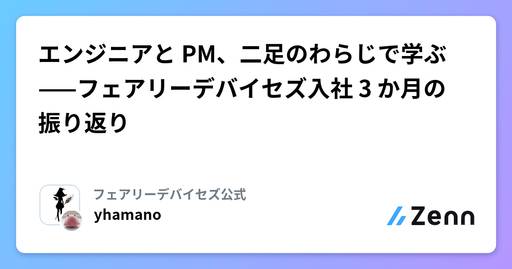 エンジニアと PM、二足のわらじで学ぶ
——フェアリーデバイセズ入社 3 か月の
振り返り
フェアリーデバイセズ公式
yhamano
Zenn